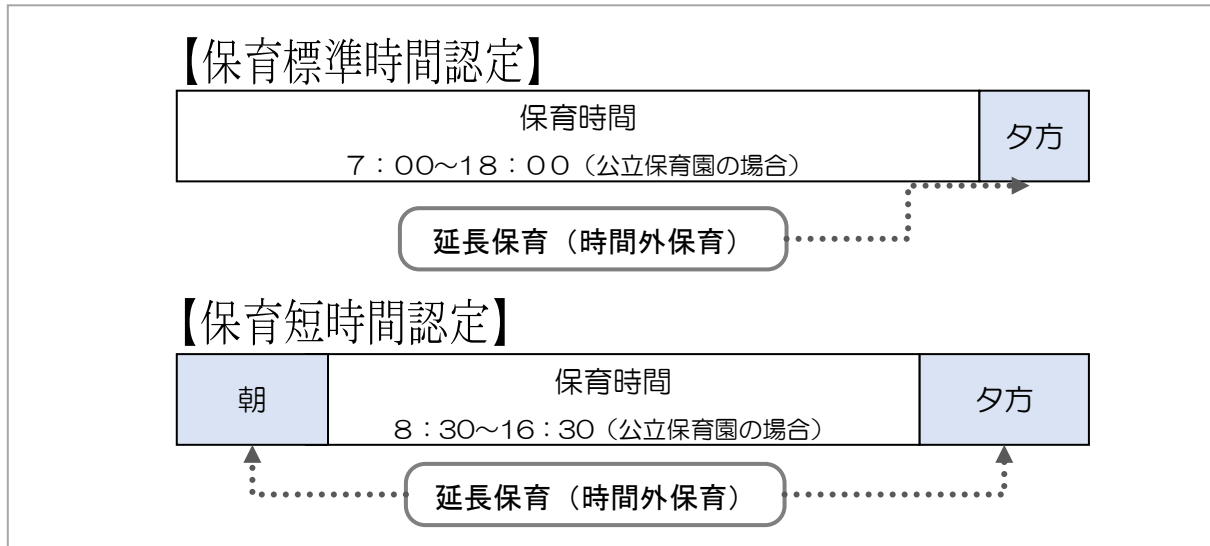 【保育標準時間認定】
保育時間
夕方
7：00～18：00（公立保育園の場合）
延長保育（時間外保育）
【保育短時間認定】
朝
保育時間
夕方
8：30～16：30（公立保育園の場合）
延長保育（時間外保育）